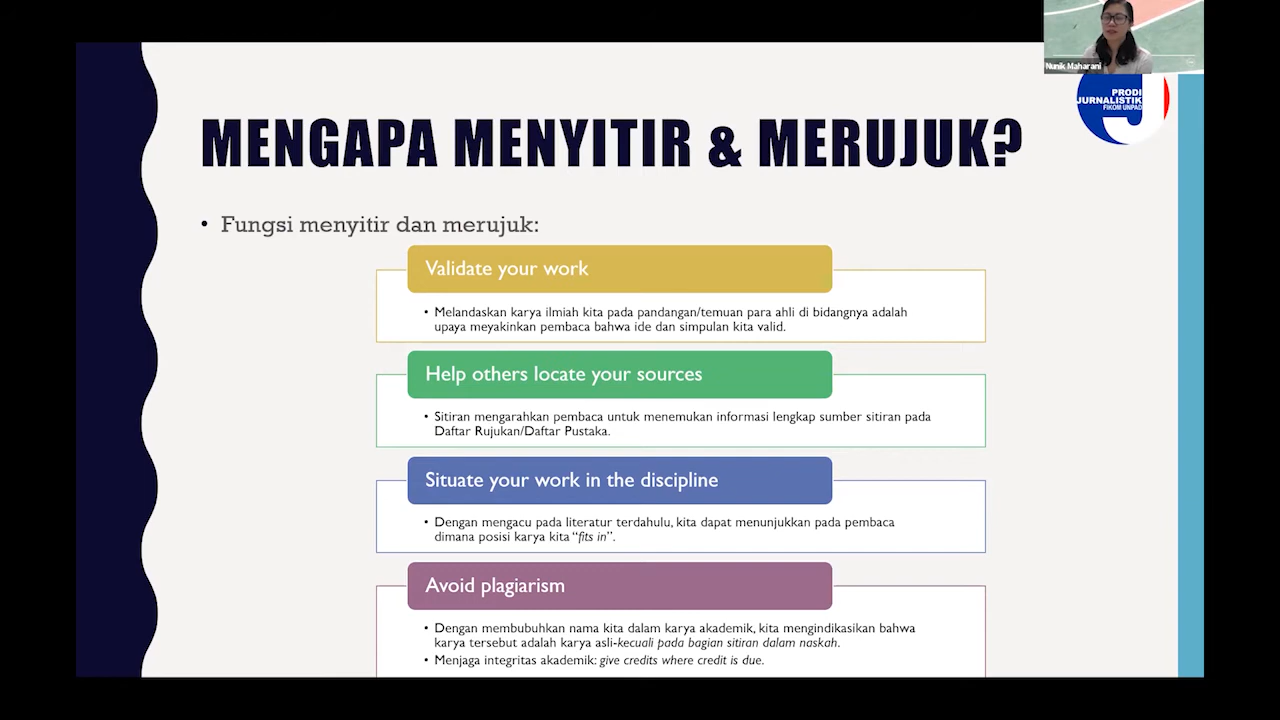 Nunik Maharani
PRODI
JURNALISTIK
FIKOM UNPAD
MENGAPA MENYITIR & MERUJUK?
• Fungsi menyitir dan merujuk:
Validate your work
• Melandaskan karya ilmiah kita pada pandangan/temuan para ahli di bidangnya adalah
upaya meyakinkan pembaca bahwa ide dan simpulan kita valid.
Help others locate your sources
• Sitiran mengarahkan pembaca untuk menemukan informasi lengkap sumber sitiran pada
Daftar Rujukan/Daftar Pustaka.
Situate your work in the discipline
• Dengan mengacu pada literatur terdahulu, kita dapat menunjukkan pada pembaca
dimana posisi karya kita “fits in”.
Avoid plagiarism
• Dengan membubuhkan nama kita dalam karya akademik, kita mengindikasikan bahwa
karya tersebut adalah karya asli-kecuali pada bagian sitiran dalam naskah.
• Menjaga integritas akademik: give credits where credit is due.